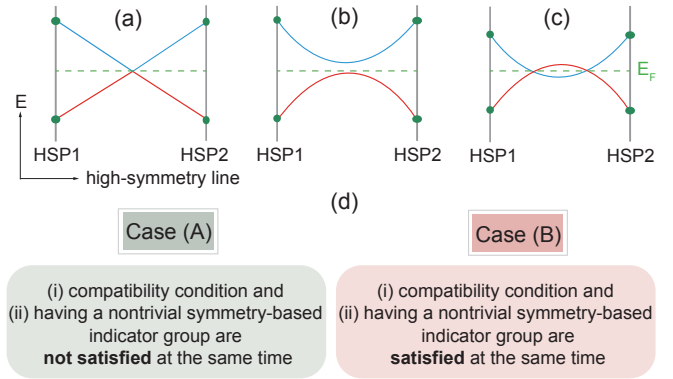 (a)
(b)
(c)
E
E_F
HSP1
HSP2
HSP1
HSP2
HSP1
HSP2
high-symmetry line
(d)
Case (A)
Case (B)
(i) compatibility condition and
(ii) having a nontrivial symmetry-based
indicator group are
not satisfied at the same time
(i) compatibility condition and
(ii) having a nontrivial symmetry-based
indicator group are
satisfied at the same time